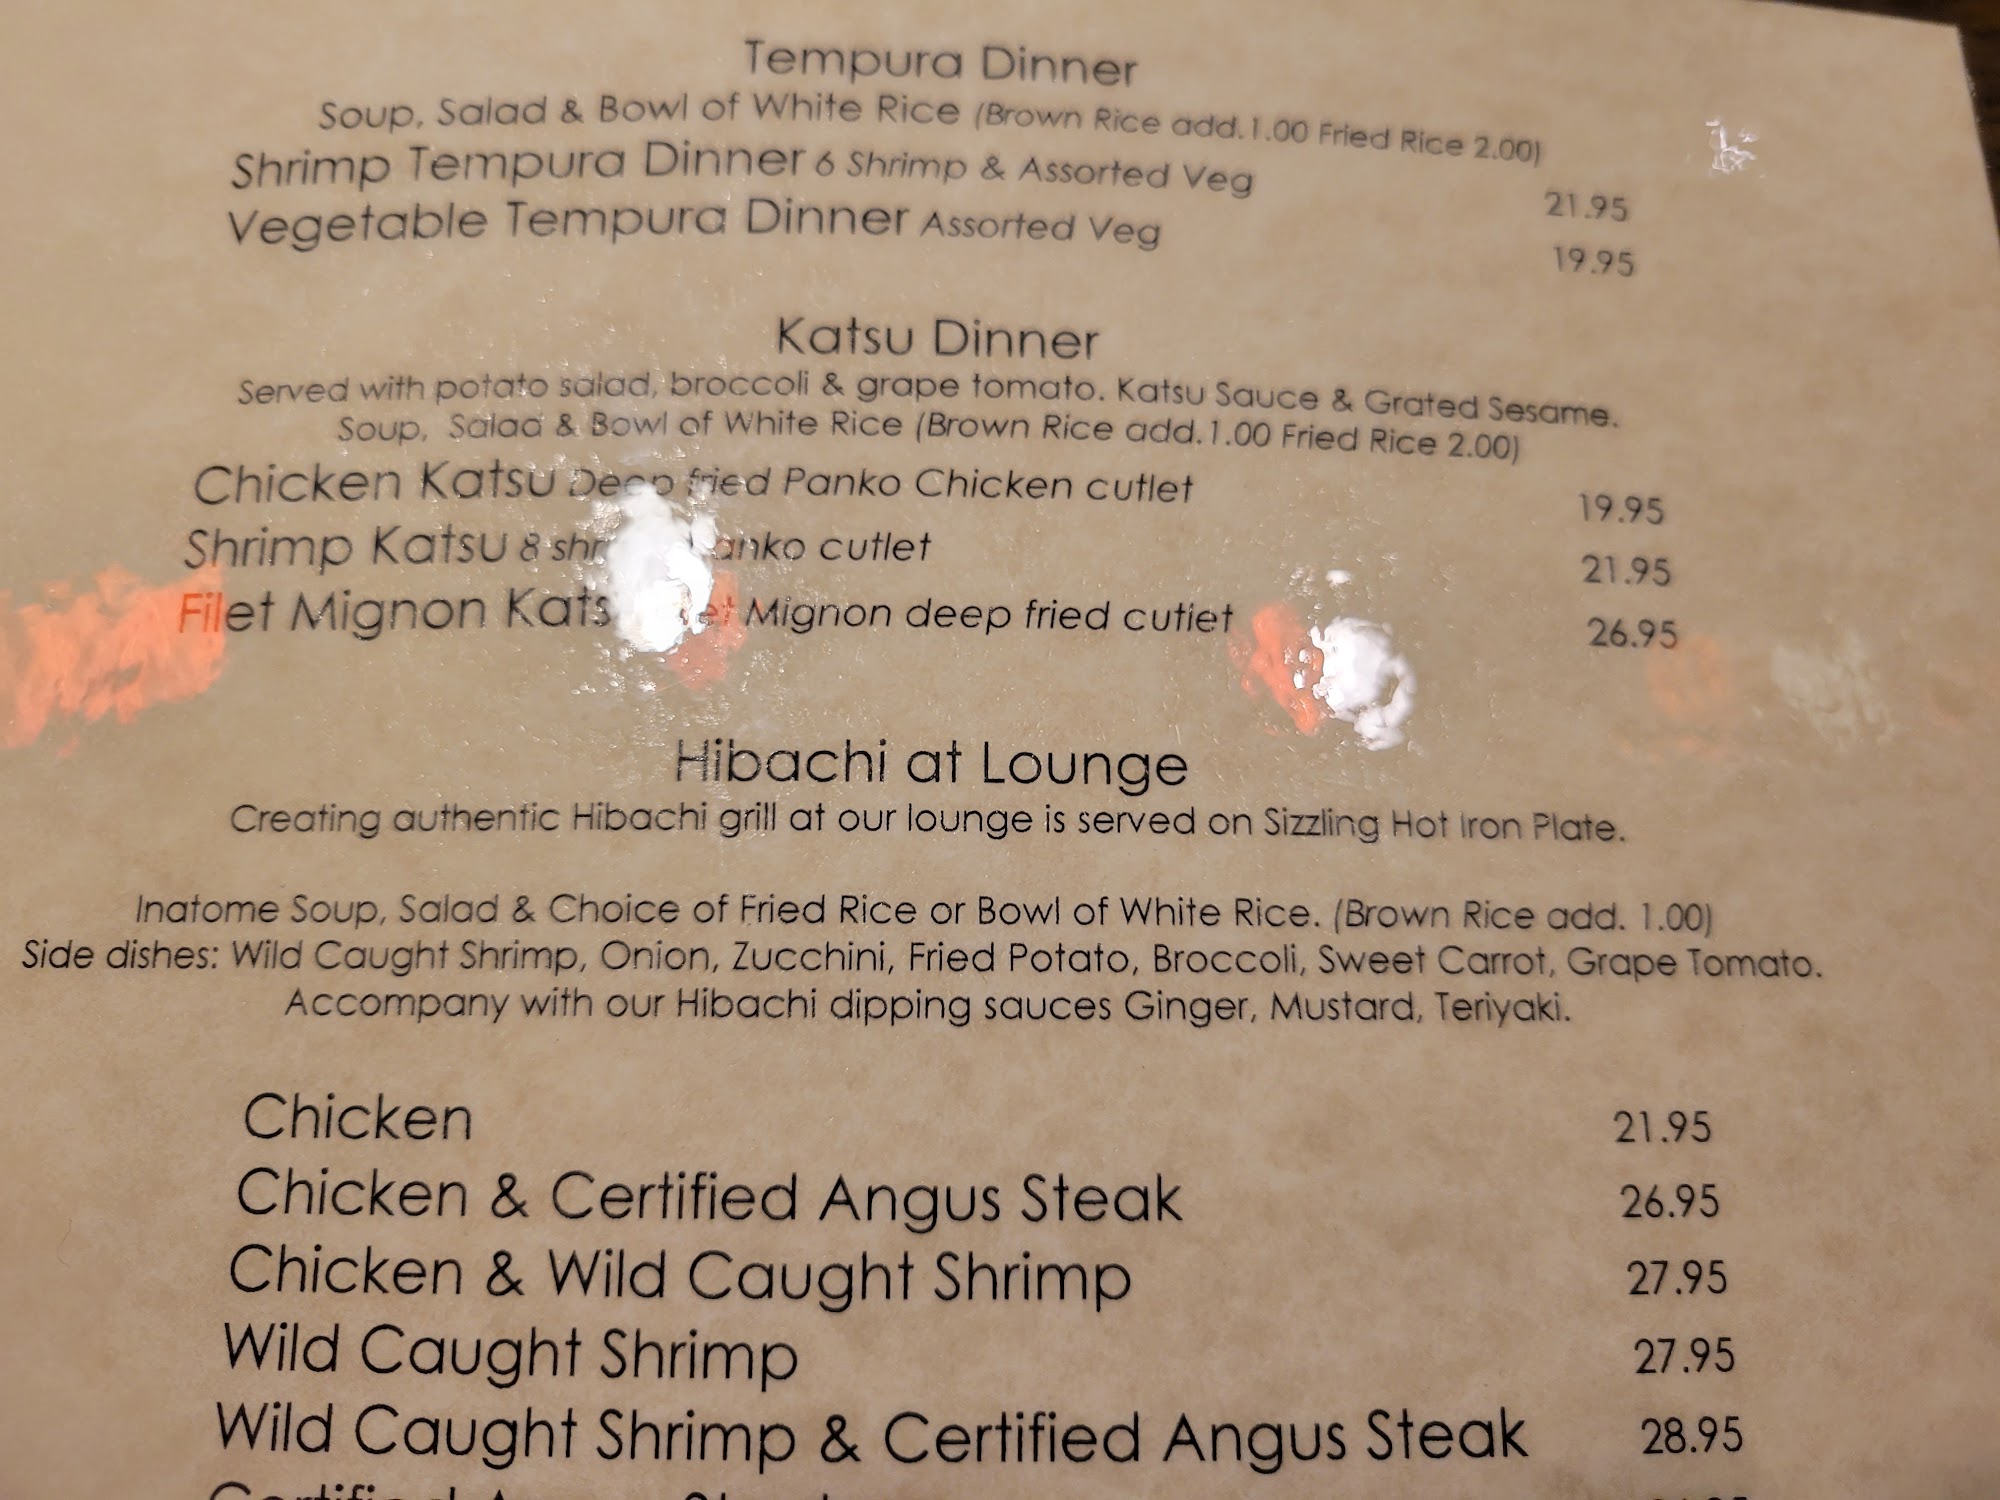 Tempura Dinner
Soup, Salad & Bowl of White Rice (Brown Rice add.1.00 Fried Rice 2.00)
Shrimp Tempura Dinner 6 Shrimp & Assorted Veg 21.95
Vegetable Tempura Dinner Assorted Veg 19.95
Katsu Dinner
Served with potato salad, broccoli & grape tomato. Katsu Sauce & Grated Sesame.
Soup, Salad & Bowl of White Rice (Brown Rice add.1.00 Fried Rice 2.00)
Chicken Katsu Deep fried Panko Chicken cutlet 19.95
Shrimp Katsu 8 cutlet 21.95
Filet Mignon Mignon deep fried cutlet 26.95
Hibachi at Lounge
Creating authentic Hibachi grill at our lounge is served on Sizzling Hot Iron Plate.
Inatome Soup, Salad & Choice of Fried Rice or Bowl of White Rice. (Brown Rice add. 1.00)
Side dishes: Wild Caught Shrimp, Onion, Zucchini, Fried Potato, Broccoli, Sweet Carrot, Grape Tomato.
Accompany with our Hibachi dipping sauces Ginger, Mustard, Teriyaki.
Chicken 21.95
Chicken & Certified Angus Steak 26.95
Chicken & Wild Caught Shrimp 27.95
Wild Caught Shrimp 27.95
Wild Caught Shrimp & Certified Angus Steak 28.95